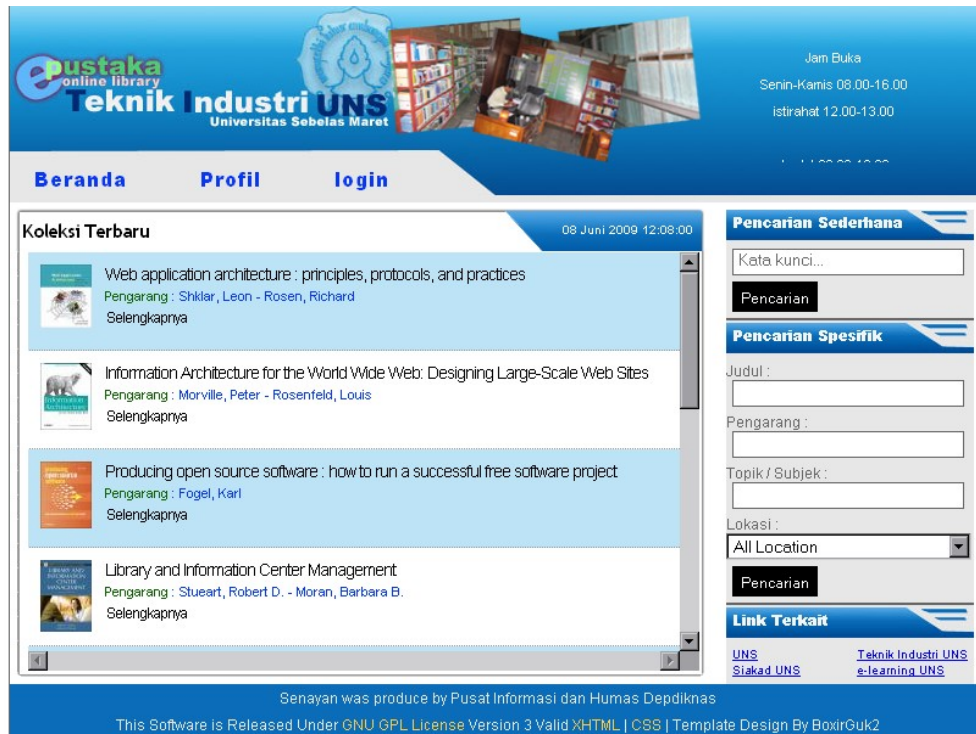 epustaka
online library
Teknik Industri UNS
Universitas Sebelas Maret
Jam Buka
Senin-Kamis 08.00-16.00
istirahat 12.00-13.00
Beranda Profil login
Koleksi Terbaru
08 Juni 2009 12:08:00
Web application architecture : principles, protocols, and practices
Pengarang : Shklar, Leon - Rosen, Richard
Selengkapnya
Information Architecture for the World Wide Web: Designing Large-Scale Web Sites
Pengarang : Morville, Peter - Rosenfeld, Louis
Selengkapnya
Information
Architecture
Producing open source software : how to run a successful free software project
Pengarang : Fogel, Karl
Selengkapnya
Library and Information Center Management
Pengarang : Stueart, Robert D. - Moran, Barbara B.
Selengkapnya
Pencarian Sederhana
Kata kunci...
Pencarian
Pencarian Spesifik
Judul :
Pengarang :
Topik / Subjek :
Lokasi :
All Location
Pencarian
Link Terkait
UNS Teknik Industri UNS
Siakad UNS e-learning UNS
Senayan was produce by Pusat Informasi dan Humas Depdiknas
This Software is Released Under GNU GPL License Version 3 Valid XHTML | CSS | Template Design By BoxirGuk2